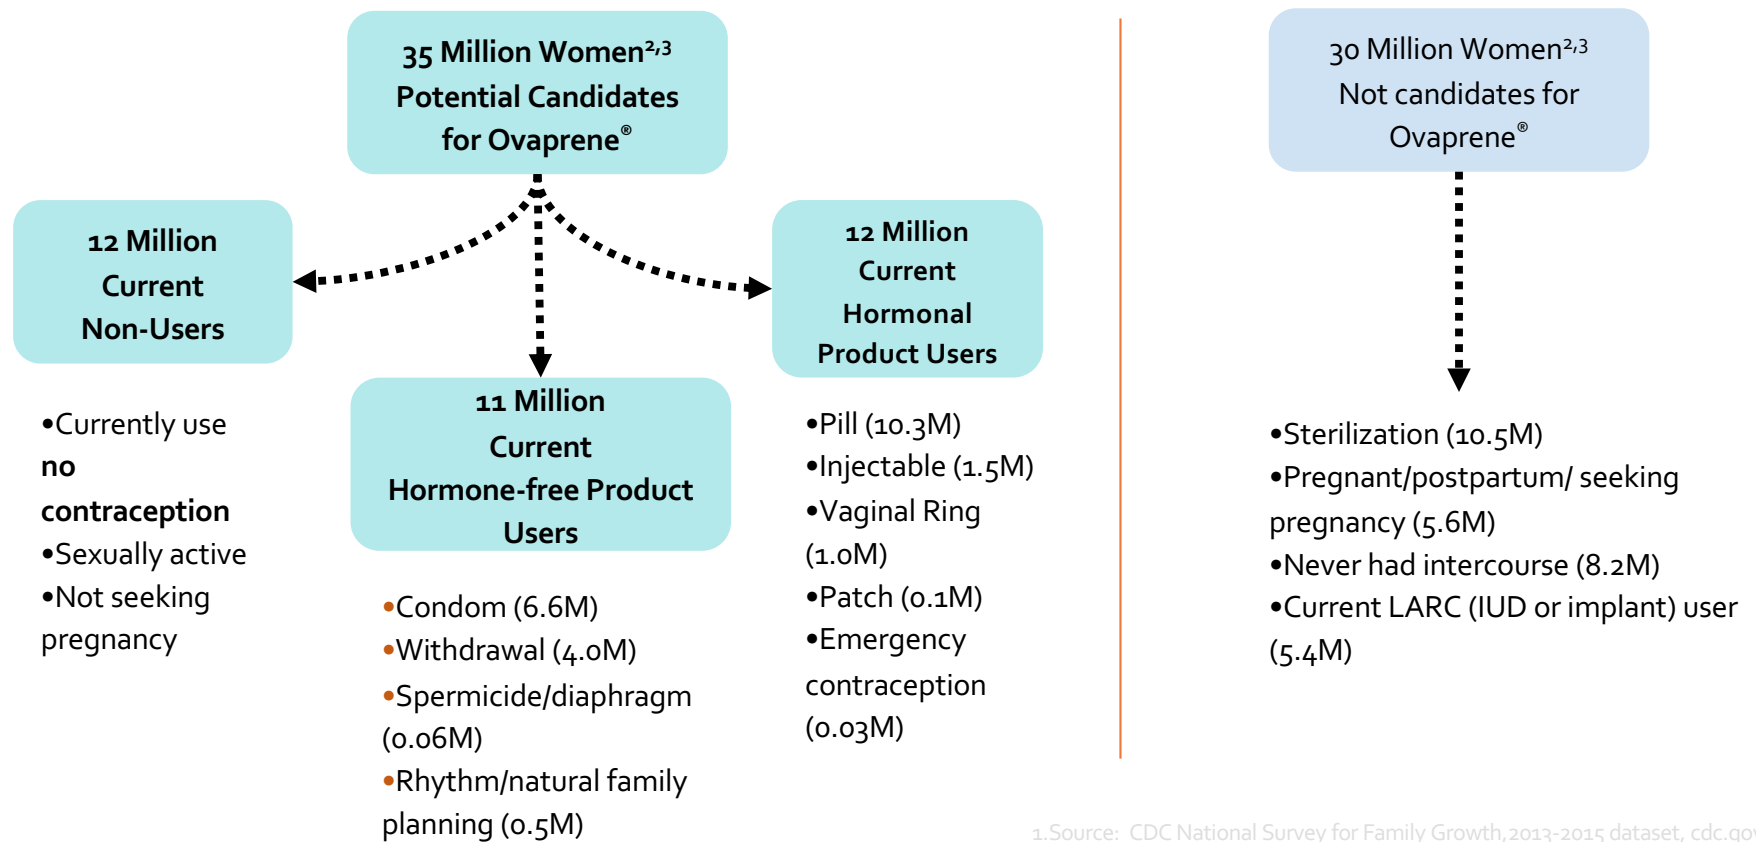 35 Million Women²,³
Potential Candidates
for Ovaprene®
12 Million
Current
Non-Users
•Currently use
no
contraception
•Sexually active
•Not seeking
pregnancy
11 Million
Current
Hormone-free Product
Users
•Condom (6.6M)
•Withdrawal (4.0M)
•Spermicide/diaphragm
(0.06M)
•Rhythm/natural family
planning (0.5M)
12 Million
Current
Hormonal
Product Users
•Pill (10.3M)
•Injectable (1.5M)
•Vaginal Ring
(1.0M)
•Patch (0.1M)
•Emergency
contraception
(0.03M)
30 Million Women²,³
Not candidates for
Ovaprene®
•Sterilization (10.5M)
•Pregnant/postpartum/ seeking
pregnancy (5.6M)
•Never had intercourse (8.2M)
•Current LARC (IUD or implant) user
(5.4M)
1.Source: CDC National Survey for Family Growth,2013-2015 dataset, cdc.gov